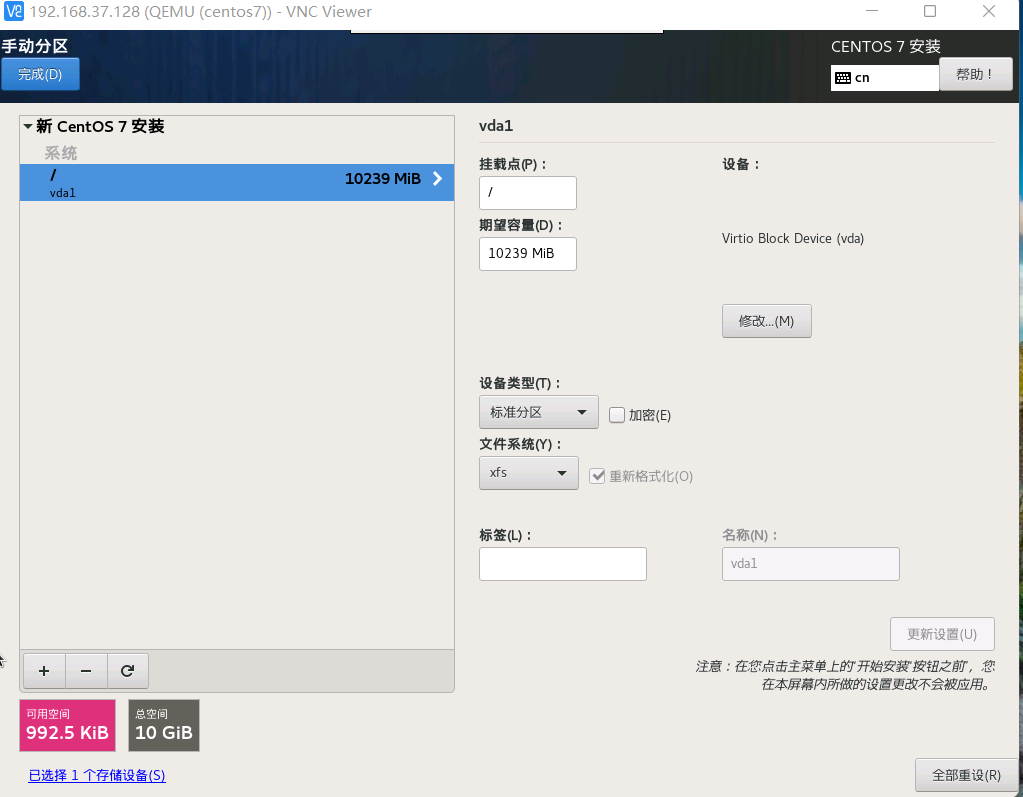 192.168.37.128 (QEMU (centos7)) - VNC Viewer
手动分区
完成(D)
CENTOS 7 安装
cn
帮助！
新 CentOS 7 安装
系统
/
10239 MiB
vda1
vda1
挂载点(P)：
/
期望容量(D)：
10239 MiB
设备：
Virtio Block Device (vda)
修改...(M)
设备类型(T)：
标准分区
加密(E)
文件系统(Y)：
xfs
重新格式化(O)
标签(L)：
名称(N)：
vda1
更新设置(U)
注意：在您点击主菜单上的'开始安装'按钮之前'，您
在本屏幕内所做的设置更改不会被应用。
+
-
可用空间
992.5 KiB
总空间
10 GiB
已选择 1 个存储设备(S)
全部重设(R)